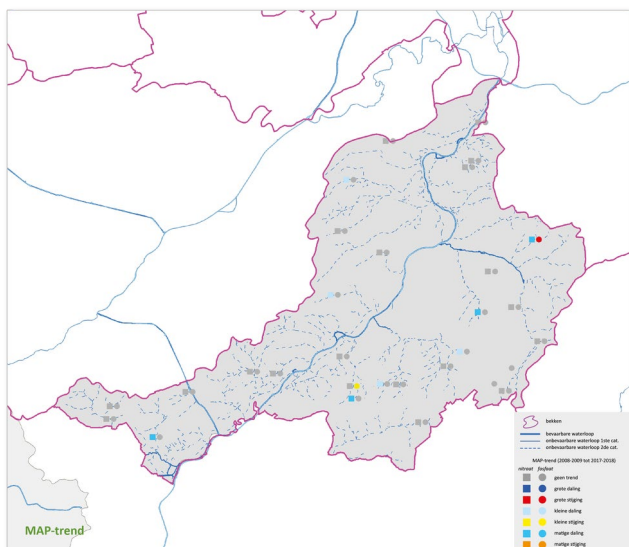 bekken
bevaarbare waterloop
onbevaarbare waterloop 1ste cat.
onbevaarbare waterloop 2de cat.
MAP-trend (2008-2009 tot 2017-2018)
nitraat fosfaat
geen trend
grote daling
grote stijging
kleine daling
kleine stijging
matige daling
matige stijging
MAP-trend